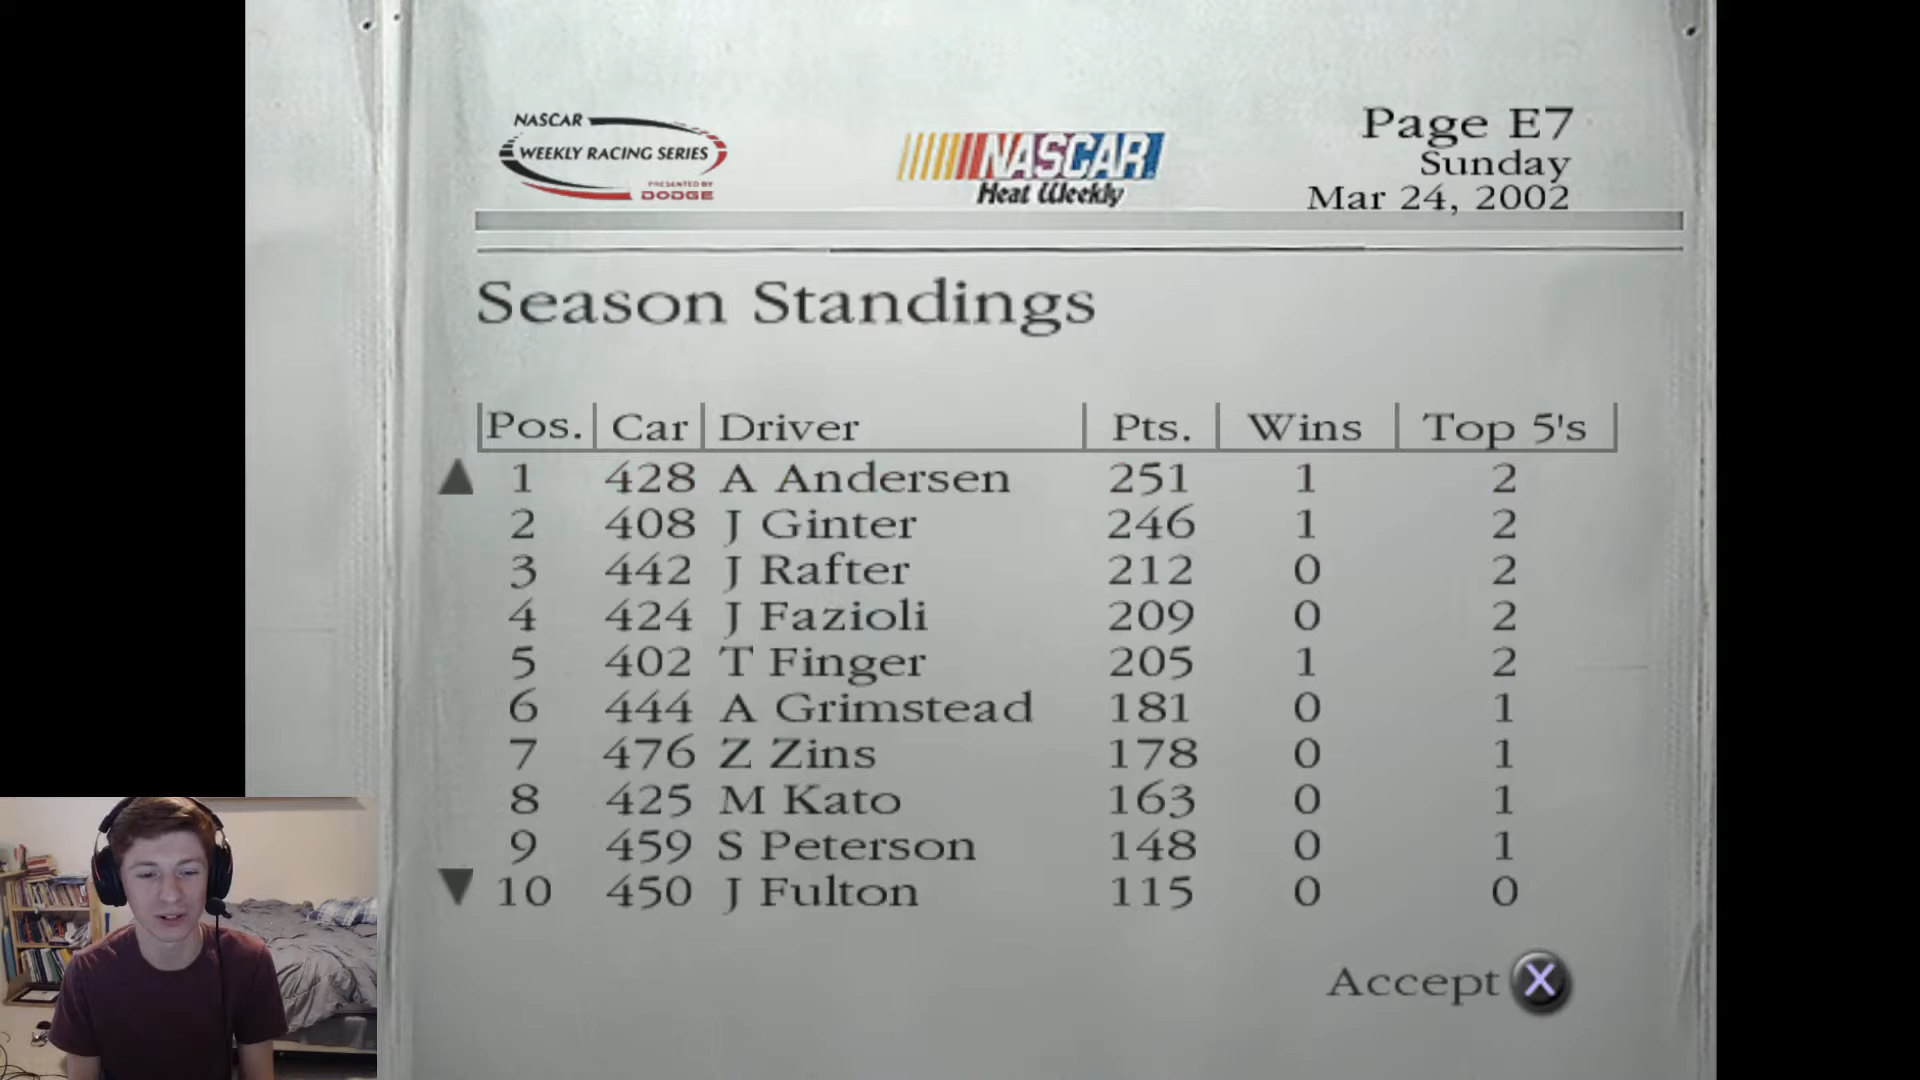 NASCAR
WEEKLY RACING SERIES
PRESENTED BY
DODGE
NASCAR
Heat Weekly
Page E7
Sunday
Mar 24, 2002
Season Standings
Pos. Car Driver Pts. Wins Top 5's
1 428 A Andersen 251 1 2
2 408 J Ginter 246 1 2
3 442 J Rafter 212 0 2
4 424 J Fazioli 209 0 2
5 402 T Finger 205 1 2
6 444 A Grimstead 181 0 1
7 476 Z Zins 178 0 1
8 425 M Kato 163 0 1
9 459 S Peterson 148 0 1
10 450 J Fulton 115 0 0
Accept X